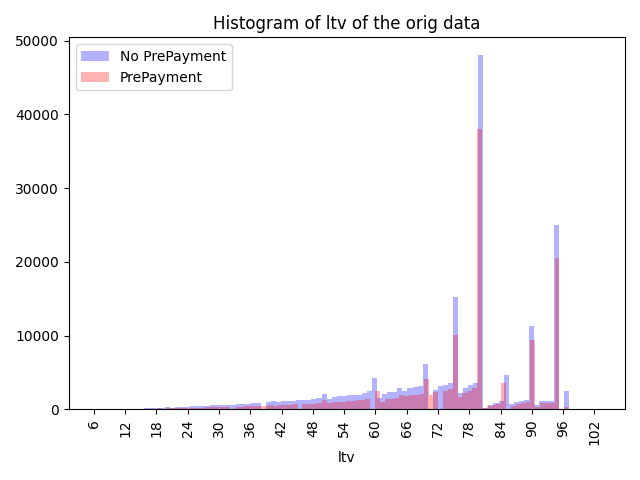 Histogram of ltv of the orig data
No PrePayment
PrePayment
50000
40000
30000
20000
10000
0
6 12 18 24 30 36 42 48 54 60 66 72 78 84 90 96 102
ltv